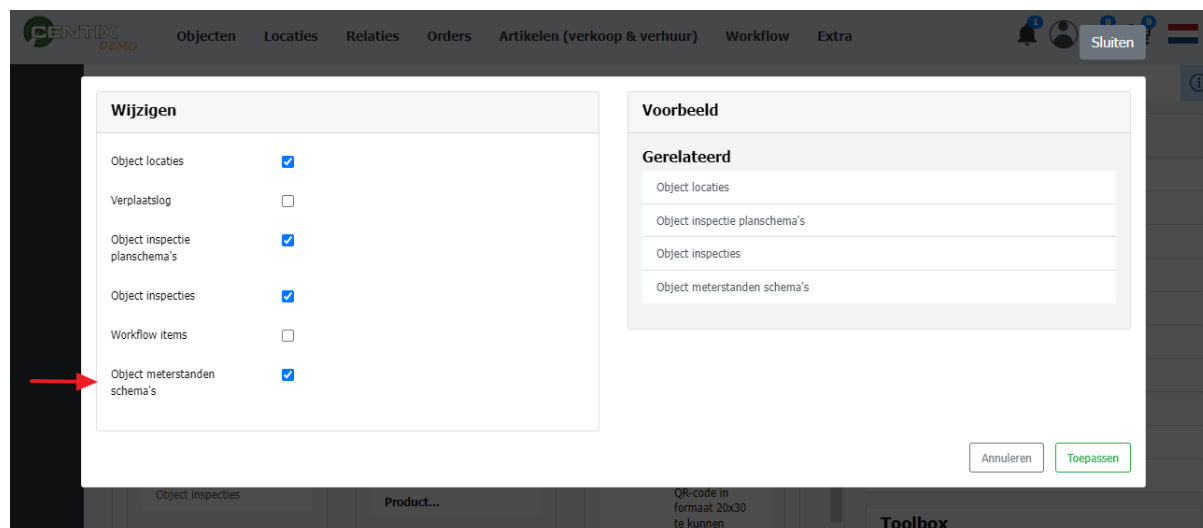 CENTIX
DEMO
Objecten Locaties Relaties Orders Artikelen (verkoop & verhuur) Workflow Extra
1 0
Sluiten
Wijzigen
Object locaties
Verplaatslog
Object inspectie
planschema's
Object inspecties
Workflow items
Object meterstanden
schema's
Voorbeeld
Gerelateerd
Object locaties
Object inspectie planschema's
Object inspecties
Object meterstanden schema's
Annuleren Toepassen
Object inspecties
Product...
QR-code in
formaat 20x30
te kunnen
Toolbox